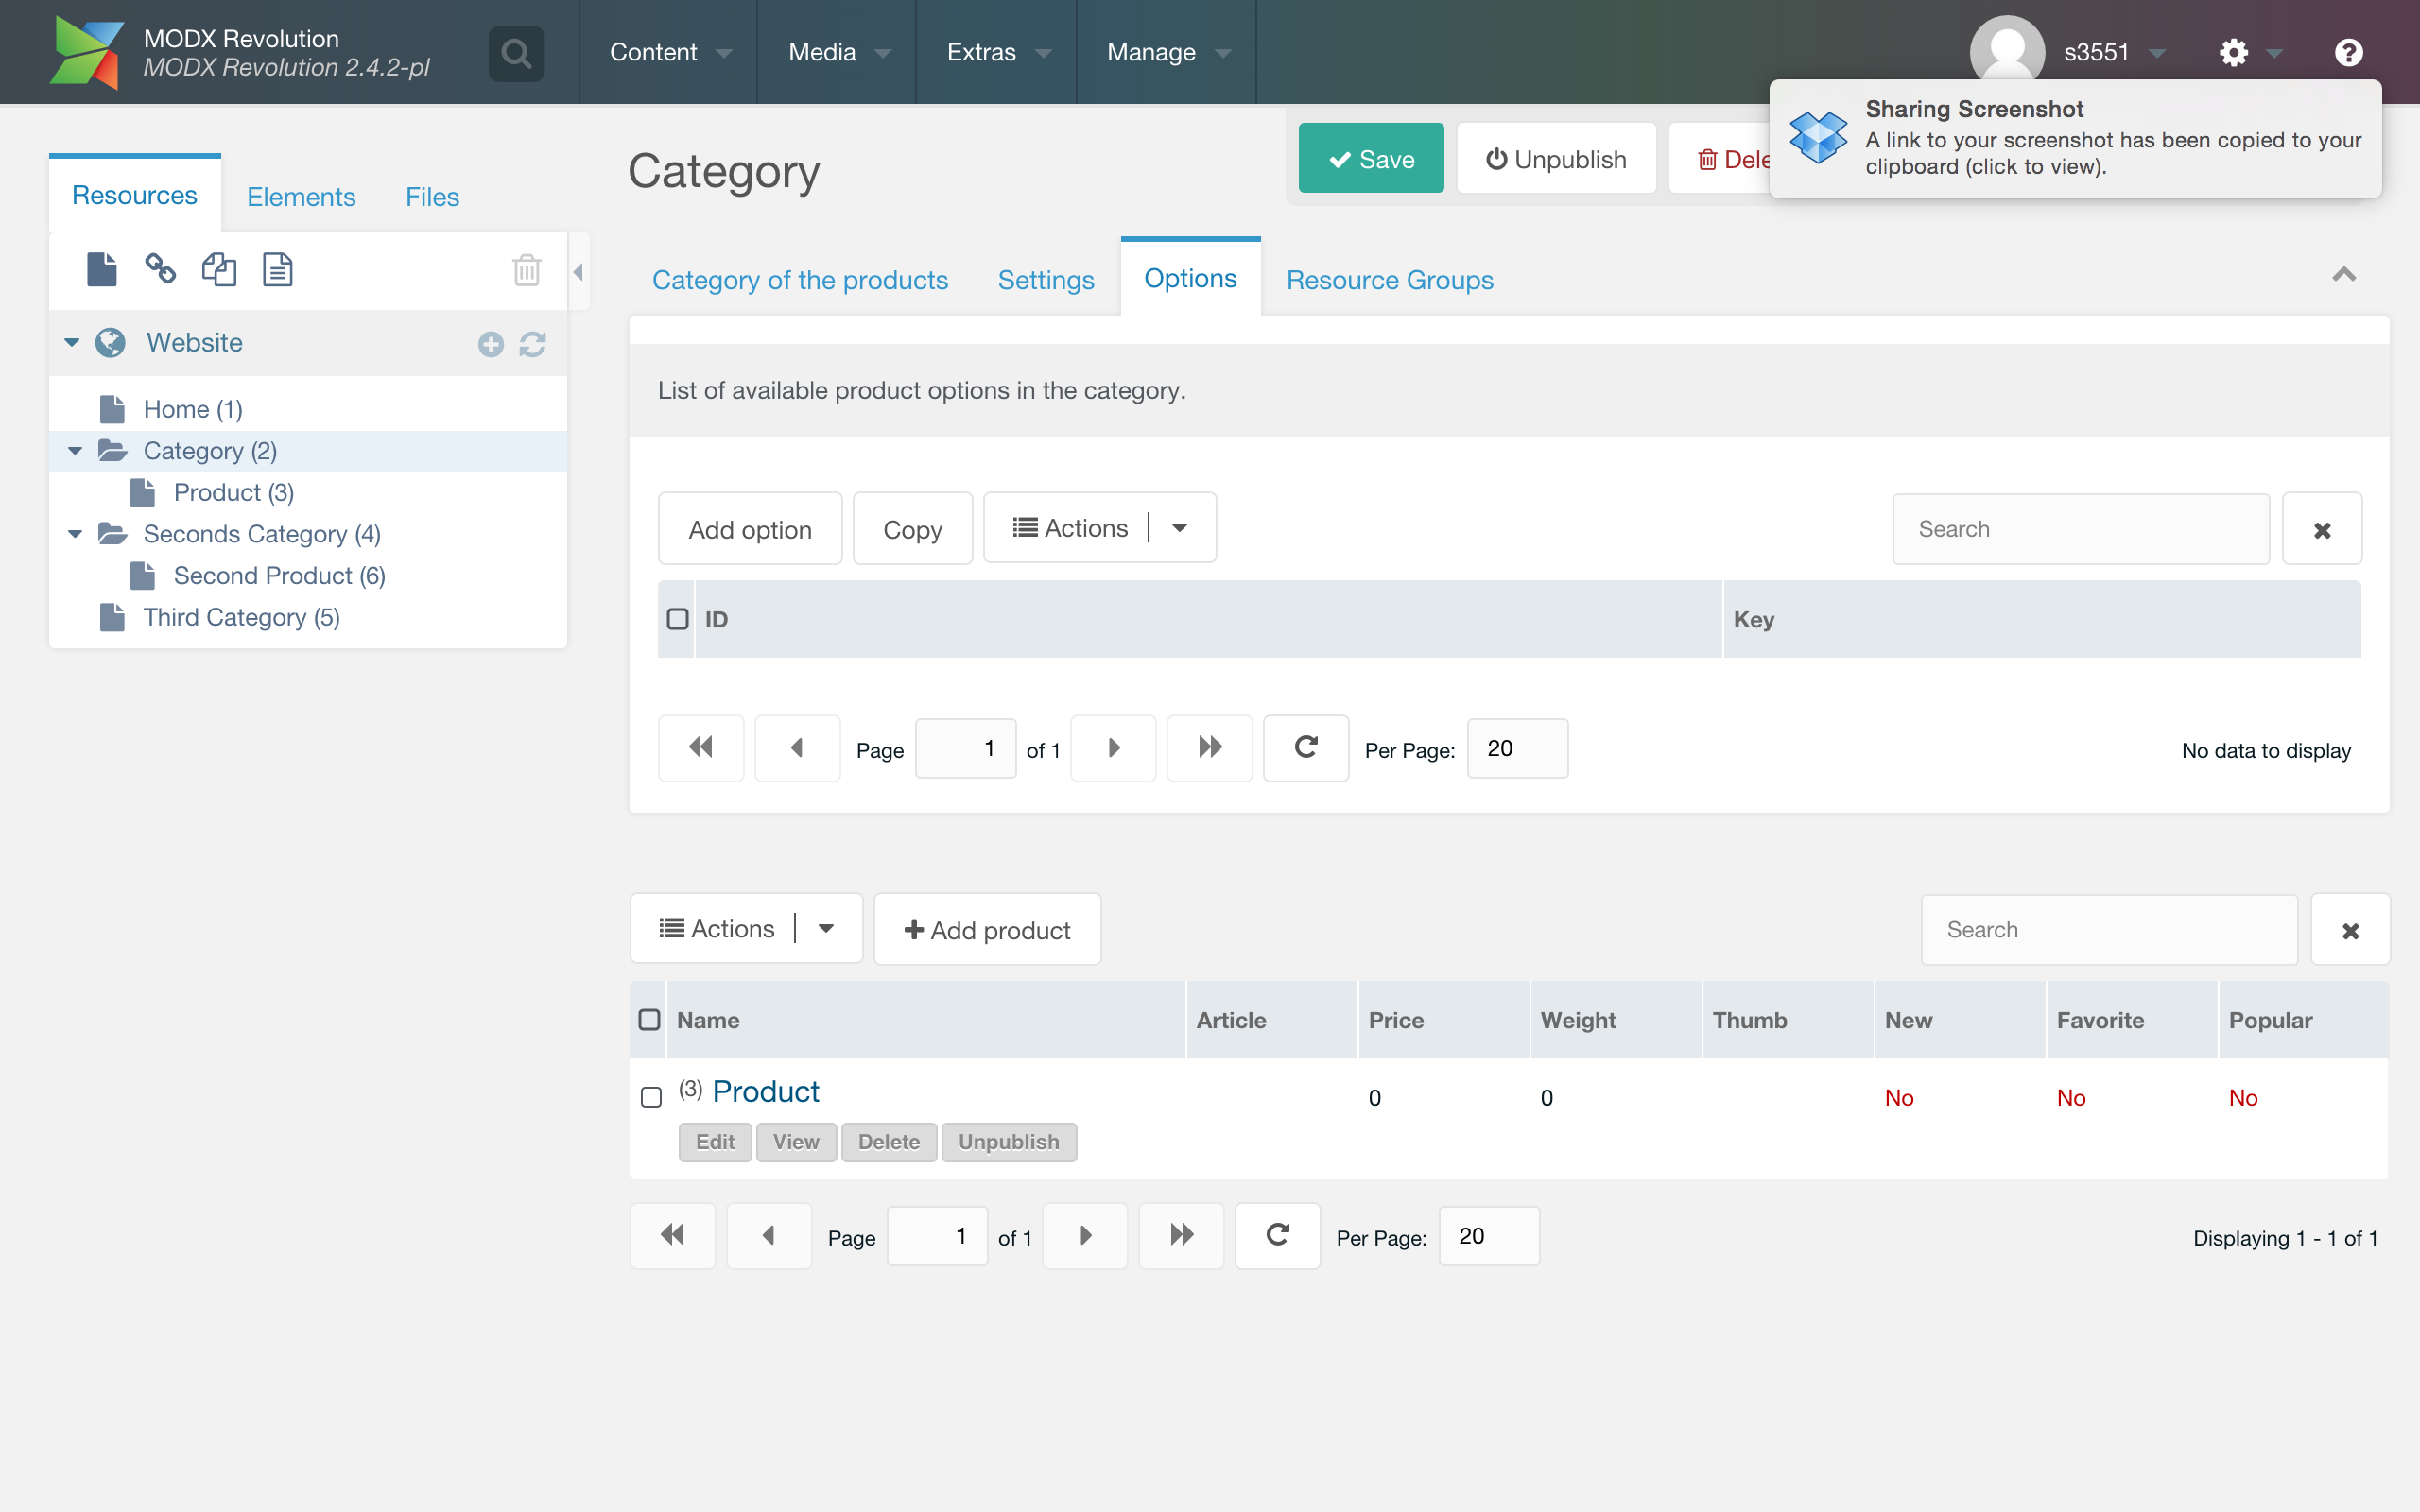 MODX Revolution
MODX Revolution 2.4.2-pl
Content
Media
Extras
Manage
s3551
Sharing Screenshot
A link to your screenshot has been copied to your
clipboard (click to view).
Resources
Elements
Files
Category
Save
Unpublish
Dele
Category of the products
Settings
Options
Resource Groups
Website
Home (1)
Category (2)
Product (3)
Seconds Category (4)
Second Product (6)
Third Category (5)
List of available product options in the category.
Add option
Copy
Actions
Search
ID
Key
Page 1 of 1
Per Page: 20
No data to display
Actions
Add product
Search
Name
Article
Price
Weight
Thumb
New
Favorite
Popular
(3) Product
0
0
No
No
No
Edit
View
Delete
Unpublish
Page 1 of 1
Per Page: 20
Displaying 1 - 1 of 1